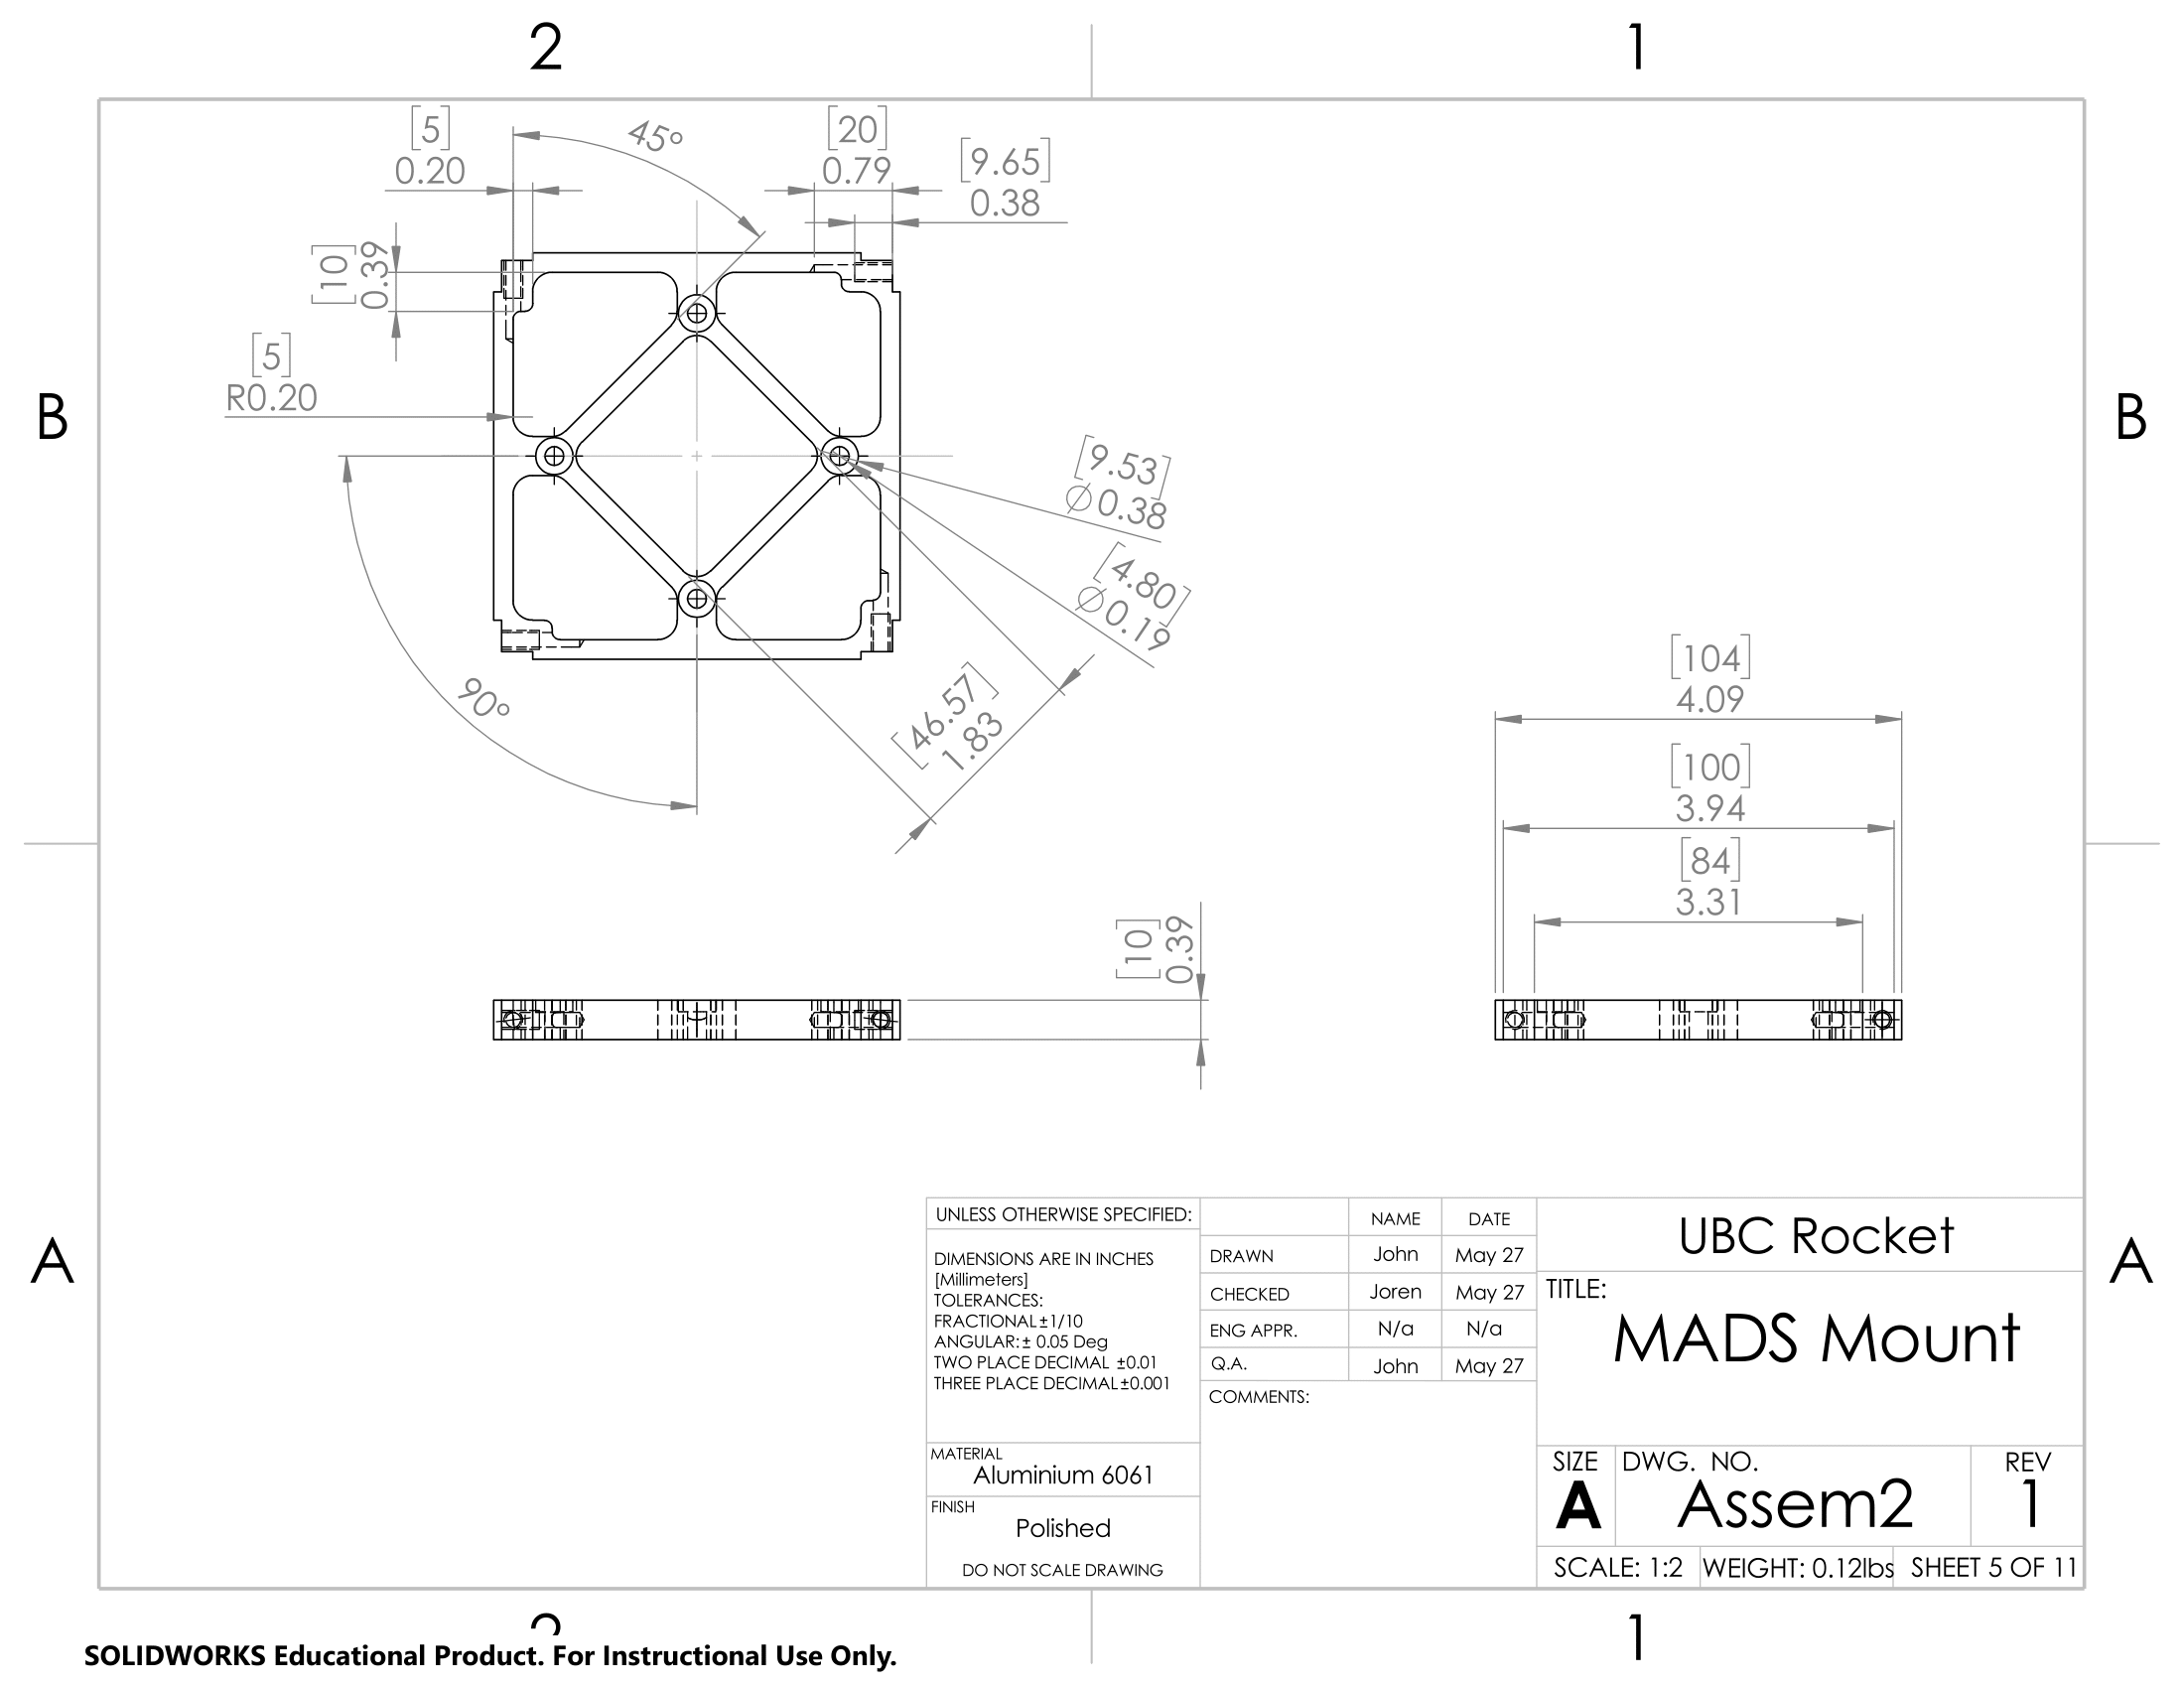 2
1
[5]
0.20
45°
[20]
0.79
[9.65]
0.38
[10]
0.39
[5]
R0.20
B
B
[9.53]
∅0.38
[4.80]
∅0.19
[46.57]
1.83
90°
[104]
4.09
[100]
3.94
[84]
3.31
[10]
0.39
A
A
UNLESS OTHERWISE SPECIFIED:
DIMENSIONS ARE IN INCHES
[Millimeters]
TOLERANCES:
FRACTIONAL±1/10
ANGULAR:± 0.05 Deg
TWO PLACE DECIMAL ±0.01
THREE PLACE DECIMAL±0.001
MATERIAL
Aluminium 6061
FINISH
Polished
DO NOT SCALE DRAWING
NAME DATE
DRAWN John May 27
CHECKED Joren May 27
ENG APPR. N/a N/a
Q.A. John May 27
COMMENTS:
UBC Rocket
TITLE:
MADS Mount
SIZE DWG. NO. REV
A Assem2 1
SCALE: 1:2 WEIGHT: 0.12lbs SHEET 5 OF 11
2
1
SOLIDWORKS Educational Product. For Instructional Use Only.